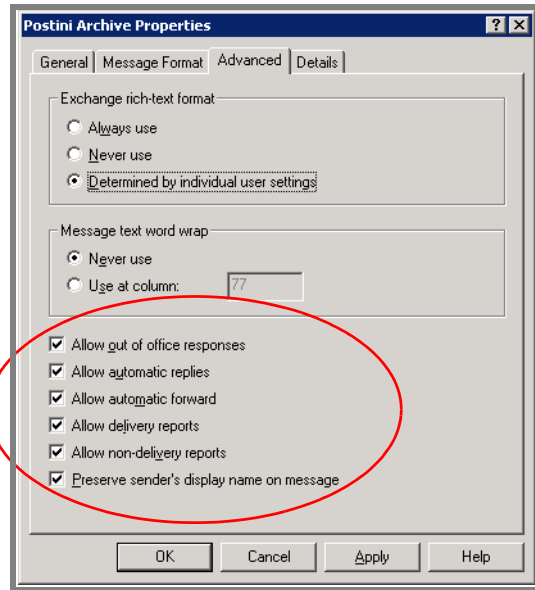 Postini Archive Properties
General Message Format Advanced Details
Exchange rich-text format
Always use
Never use
Determined by individual user settings
Message text word wrap
Never use
Use at column: 77
Allow out of office responses
Allow automatic replies
Allow automatic forward
Allow delivery reports
Allow non-delivery reports
Preserve sender's display name on message
OK Cancel Apply Help